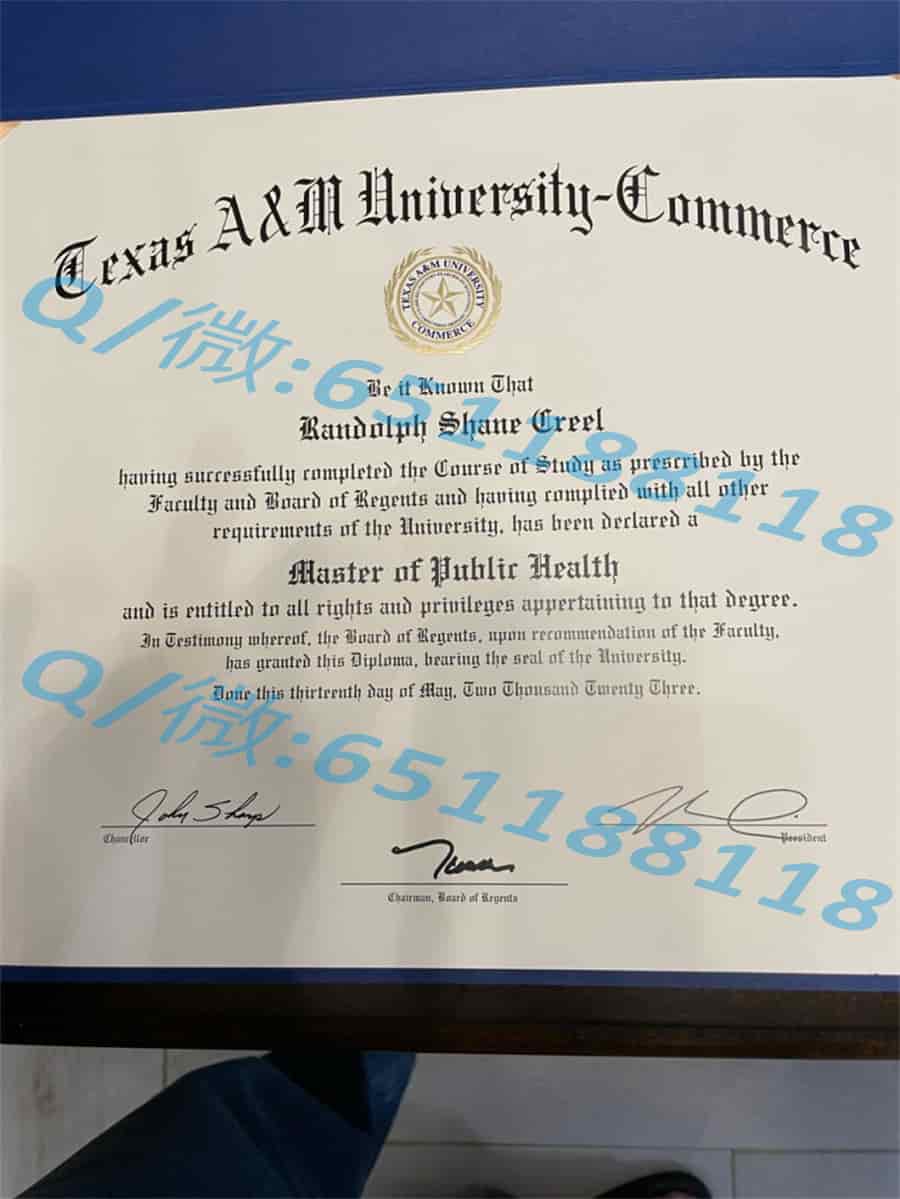 Texas A&M University-Commerce
TEXAS A&M UNIVERSITY
COMMERCE
Be it Known That
Randolph Shane Creel
having successfully completed the Course of Study as prescribed by the
Faculty and Board of Regents and having complied with all other
requirements of the University, has been declared a
Master of Public Health
and is entitled to all rights and privileges appertaining to that degree.
In Testimony whereof, the Board of Regents, upon recommendation of the Faculty,
has granted this Diploma, bearing the seal of the University.
Done this thirteenth day of May, Two Thousand Twenty Three.
John Sharp
Chancellor
President
Chairman, Board of Regents
Q/微:651188118
Q/微:651188118